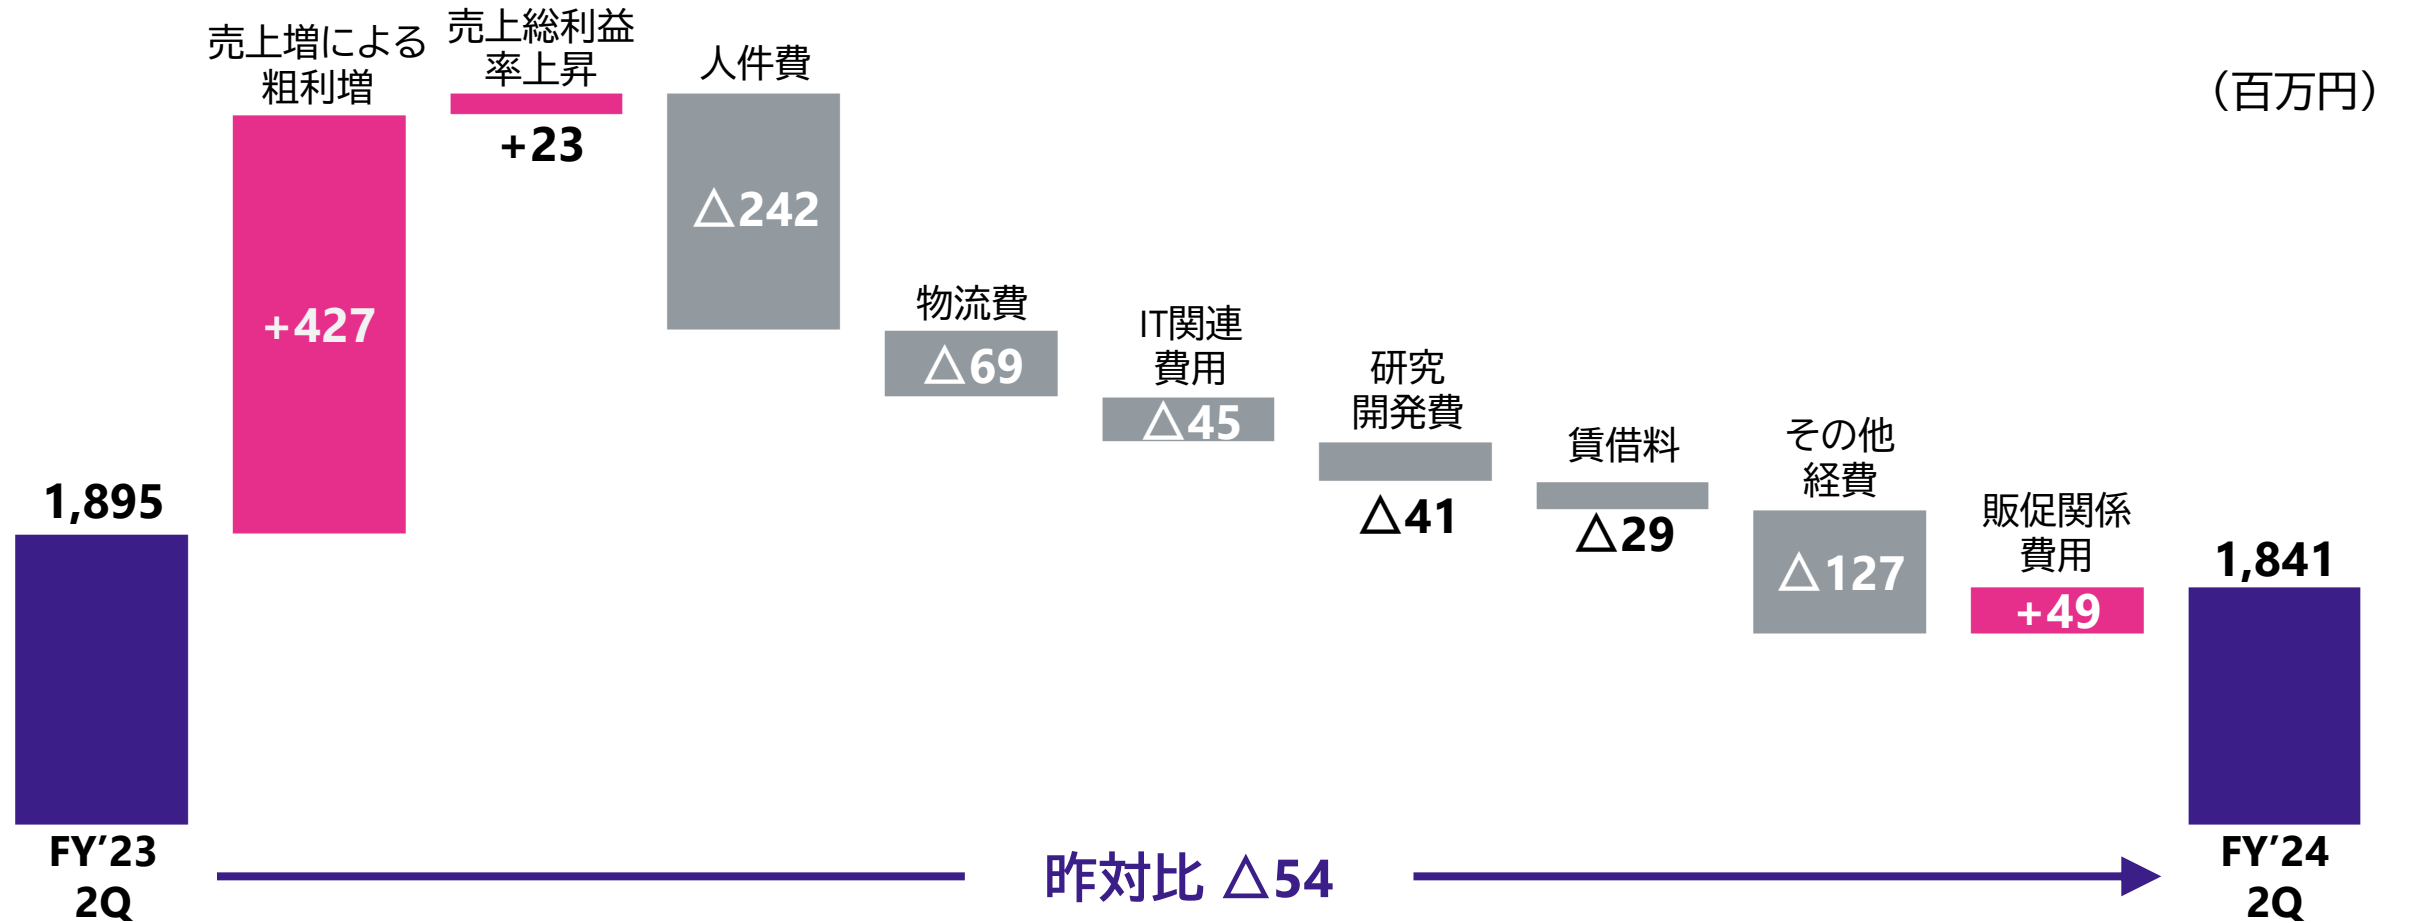 （百万円）
1,895
FY’23
2Q
売上増による
粗利増
+427
売上総利益
率上昇
+23
人件費
△242
物流費
△69
IT関連
費用
△45
研究
開発費
△41
賃借料
△29
その他
経費
△127
販促関係
費用
+49
1,841
FY’24
2Q
昨対比 △54